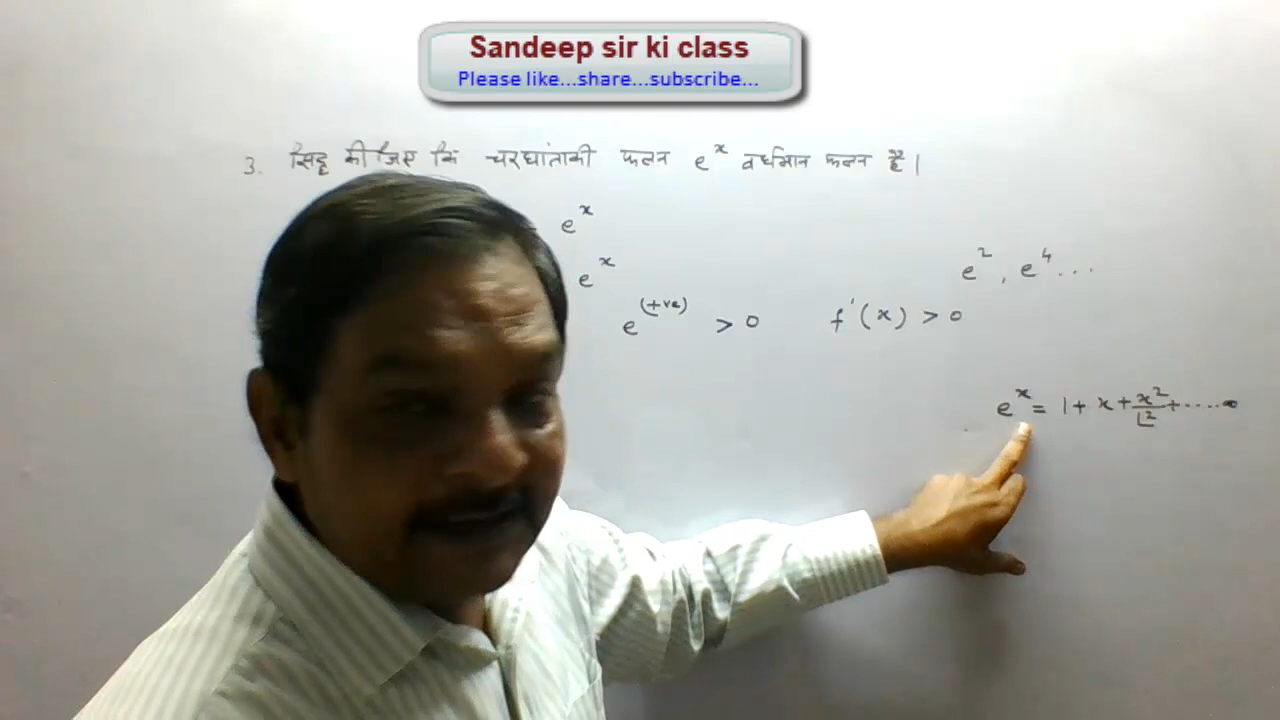 Sandeep sir ki class
Please like...share...subscribe...
3. सिद्ध कीजिए कि चरघांताकी फलन e^x वर्धमान फलन है।
e^x
e^x
e^2, e^4 ...
e^(+ve) > 0 f'(x) > 0
e^x = 1 + x + x^2/∟2 + ..... ∞